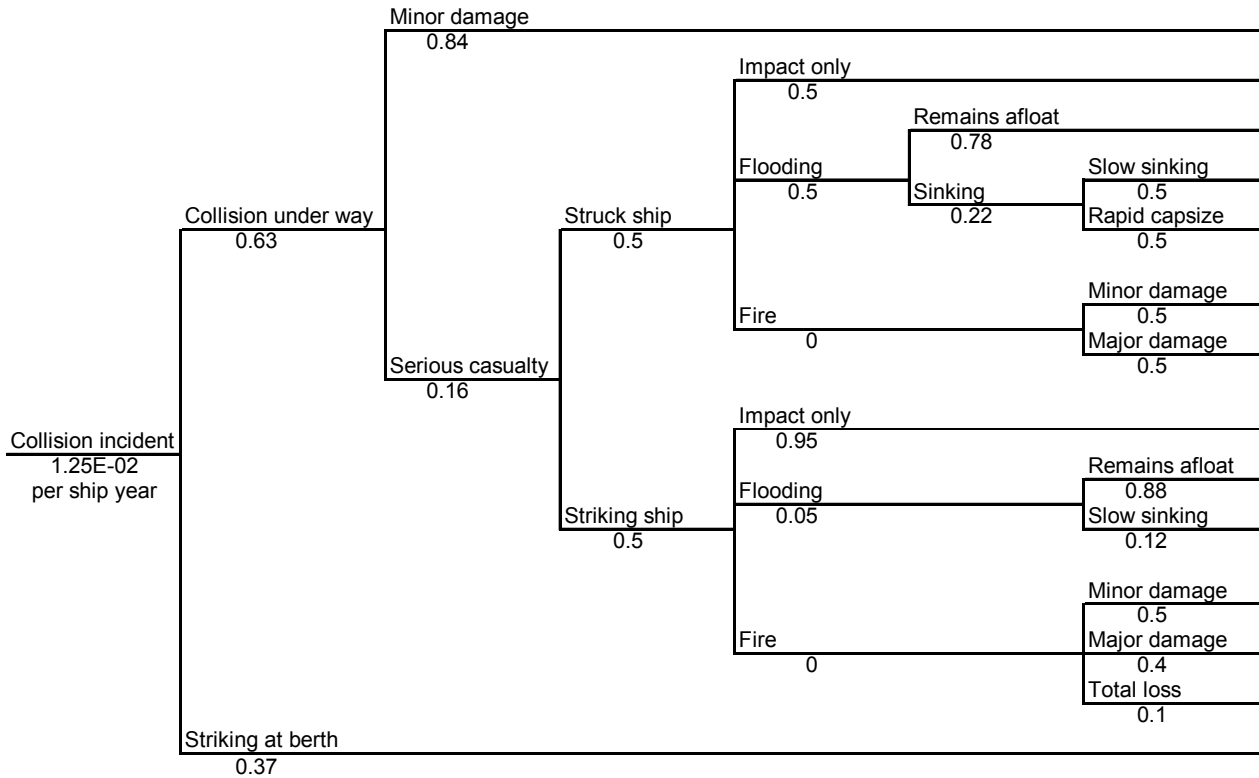 Minor damage
0.84
Impact only
0.5
Remains afloat
0.78
Flooding
0.5
Slow sinking
0.5
Sinking
0.22
Collision under way
0.63
Struck ship
0.5
Rapid capsize
0.5
Minor damage
0.5
Fire
0
Major damage
0.5
Serious casualty
0.16
Impact only
0.95
Collision incident
1.25E-02
per ship year
Remains afloat
0.88
Flooding
0.05
Striking ship
0.5
Slow sinking
0.12
Minor damage
0.5
Fire
0
Major damage
0.4
Total loss
0.1
Striking at berth
0.37